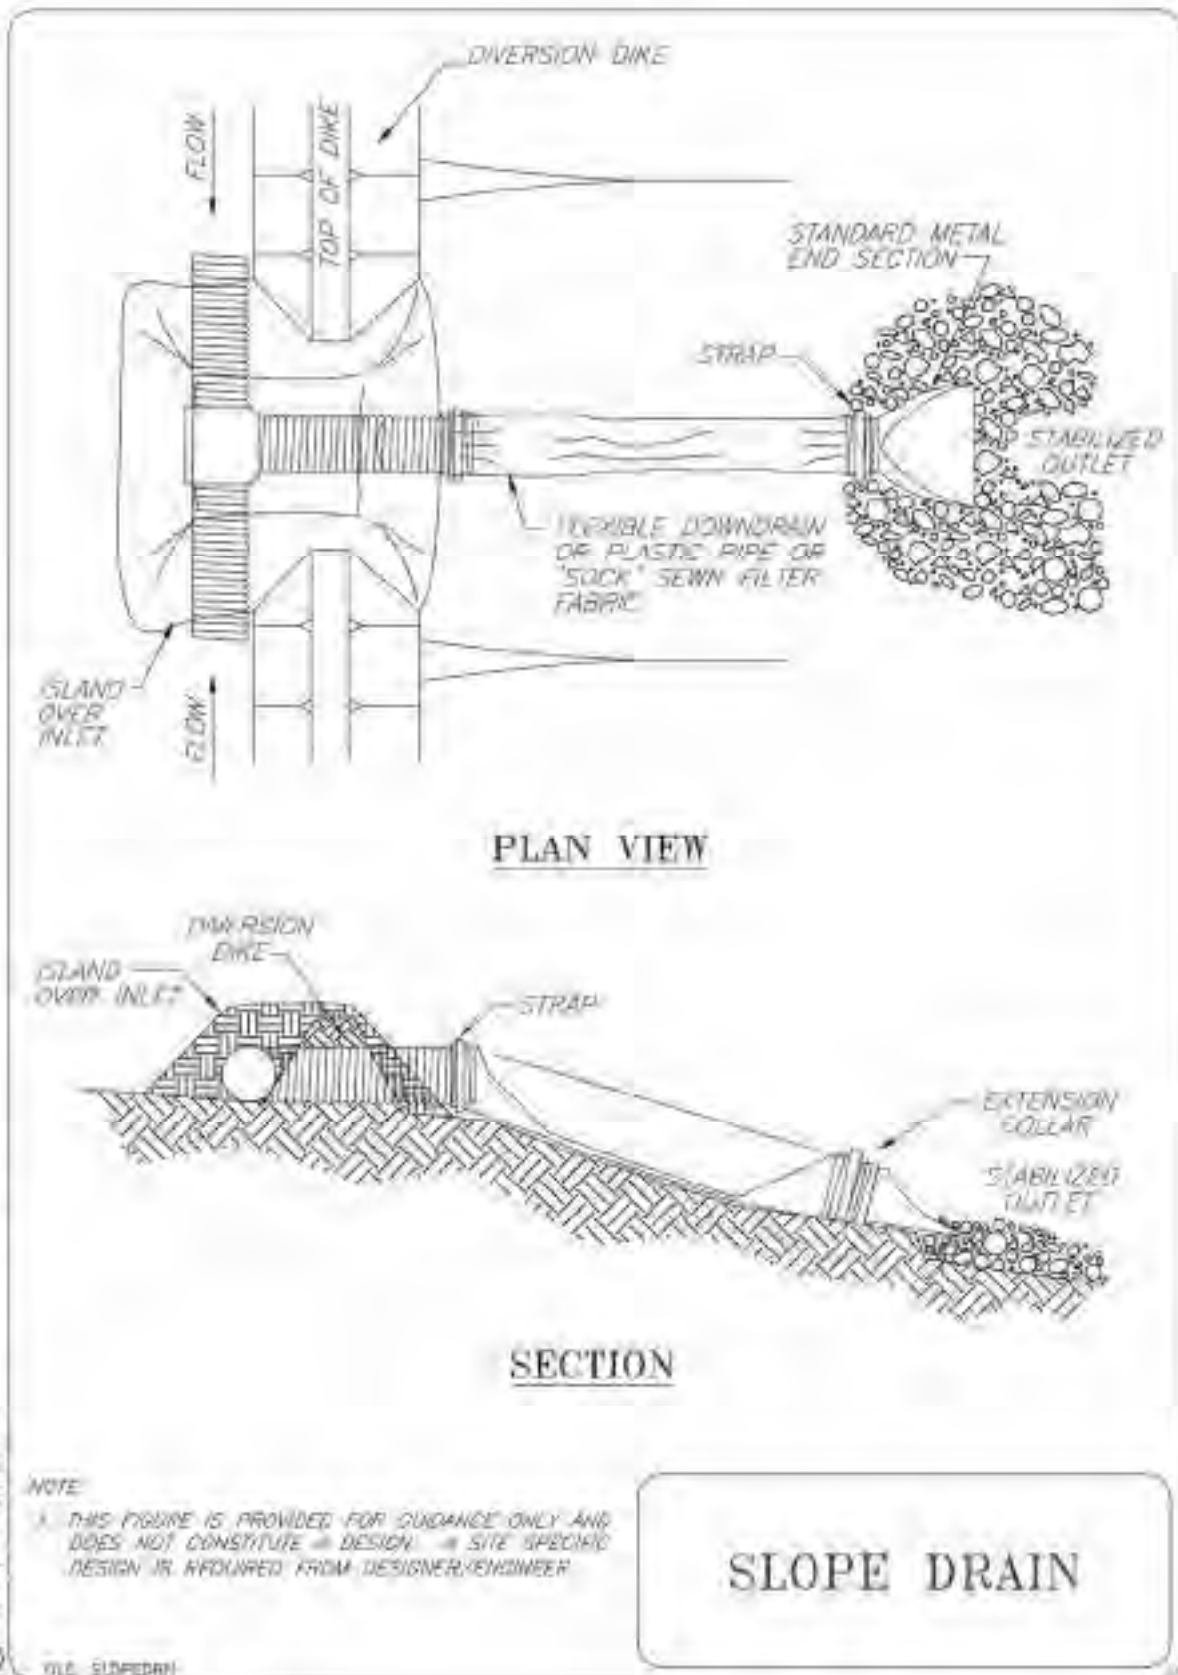 DIVERSION DIKE
FLOW
TOP OF DIKE
STANDARD METAL
END SECTION
STRAP
STABILIZED
OUTLET
FLEXIBLE DOWNDRAIN
OR PLASTIC PIPE OR
"SOCK" SEWN FILTER
FABRIC
ISLAND
OVER
INLET
FLOW
PLAN VIEW
DIVERSION
DIKE
ISLAND
OVER INLET
STRAP
EXTENSION
COLLAR
STABILIZED
OUTLET
SECTION
NOTE:
THIS FIGURE IS PROVIDED FOR GUIDANCE ONLY AND
DOES NOT CONSTITUTE A DESIGN. A SITE SPECIFIC
DESIGN IS REQUIRED FROM DESIGNER/ENGINEER
SLOPE DRAIN
FILE: SLOPEDRN